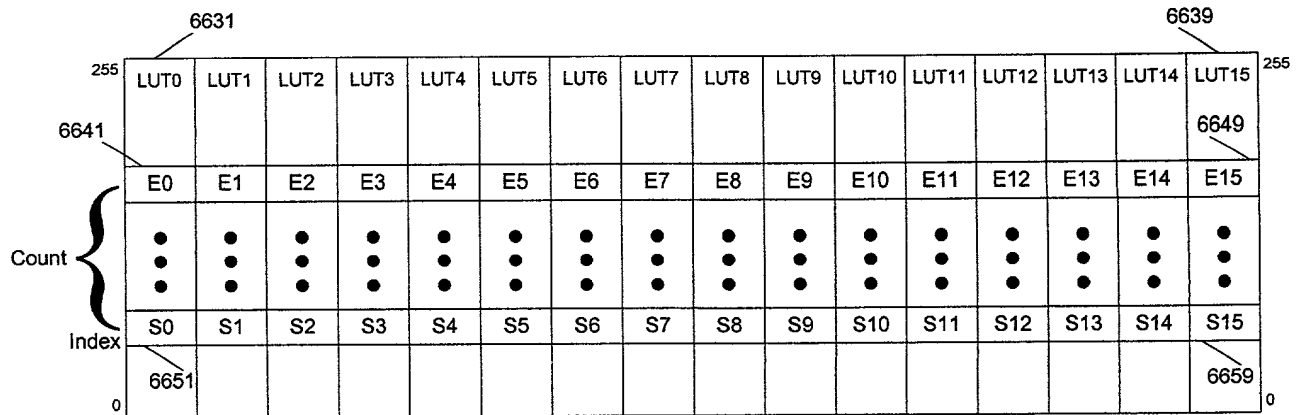 6631 6639
255 LUT0 LUT1 LUT2 LUT3 LUT4 LUT5 LUT6 LUT7 LUT8 LUT9 LUT10 LUT11 LUT12 LUT13 LUT14 LUT15 255
6641 6649
E0 E1 E2 E3 E4 E5 E6 E7 E8 E9 E10 E11 E12 E13 E14 E15
Count
Index S0 S1 S2 S3 S4 S5 S6 S7 S8 S9 S10 S11 S12 S13 S14 S15
6651 6659
0 0